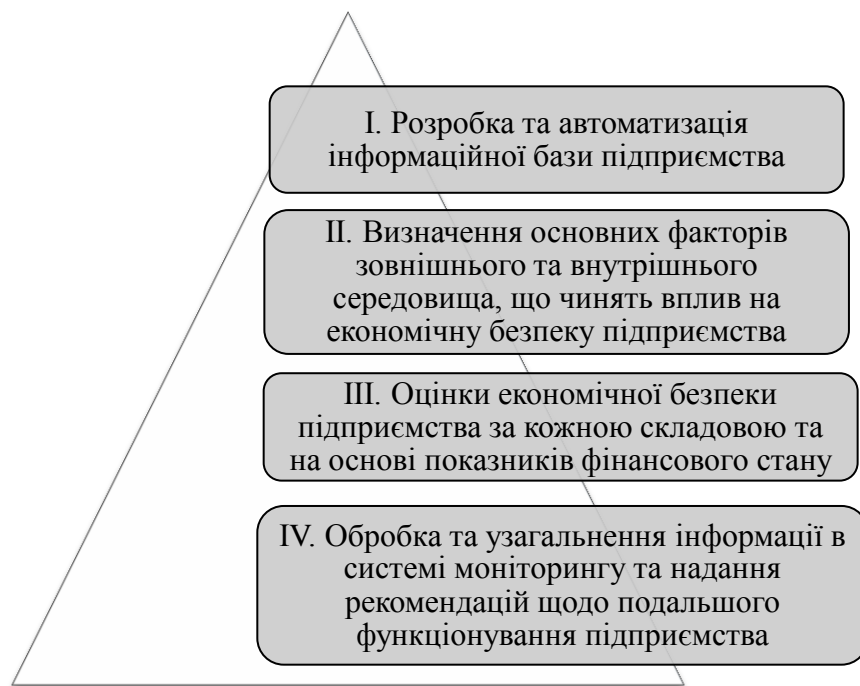 I. Розробка та автоматизація
інформаційної бази підприємства
II. Визначення основних факторів
зовнішнього та внутрішнього
середовища, що чинять вплив на
економічну безпеку підприємства
III. Оцінки економічної безпеки
підприємства за кожною складовою та
на основі показників фінансового стану
IV. Обробка та узагальнення інформації в
системі моніторингу та надання
рекомендацій щодо подальшого
функціонування підприємства